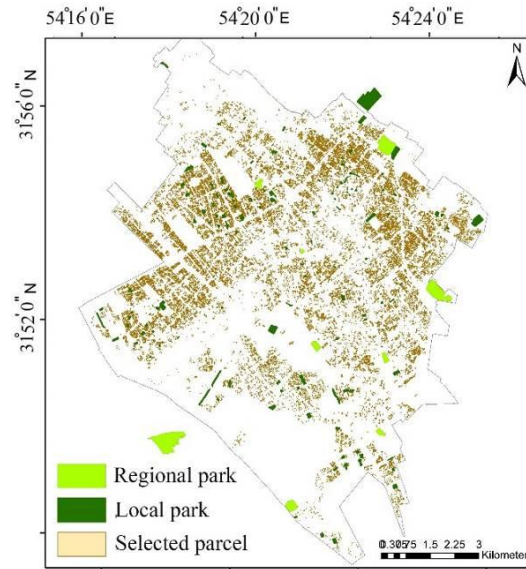 54°16'0"E 54°20'0"E 54°24'0"E
N
31°56'0" N
31°52'0" N
Regional park
Local park
Selected parcel
0 0.375 0.75 1.5 2.25 3
Kilometer